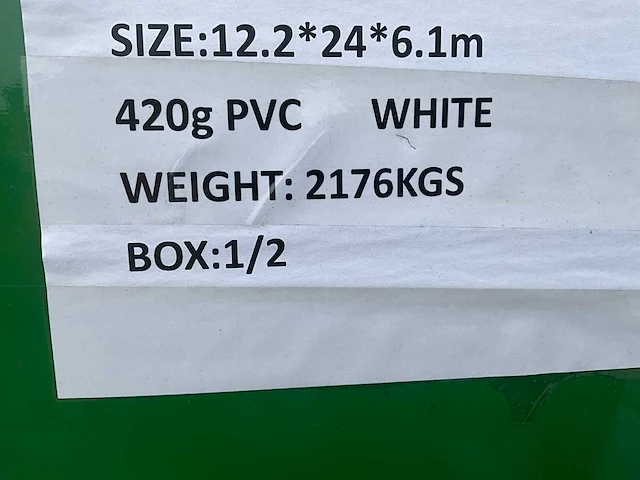 SIZE:12.2*24*6.1m
420g PVC WHITE
WEIGHT: 2176KGS
BOX:1/2